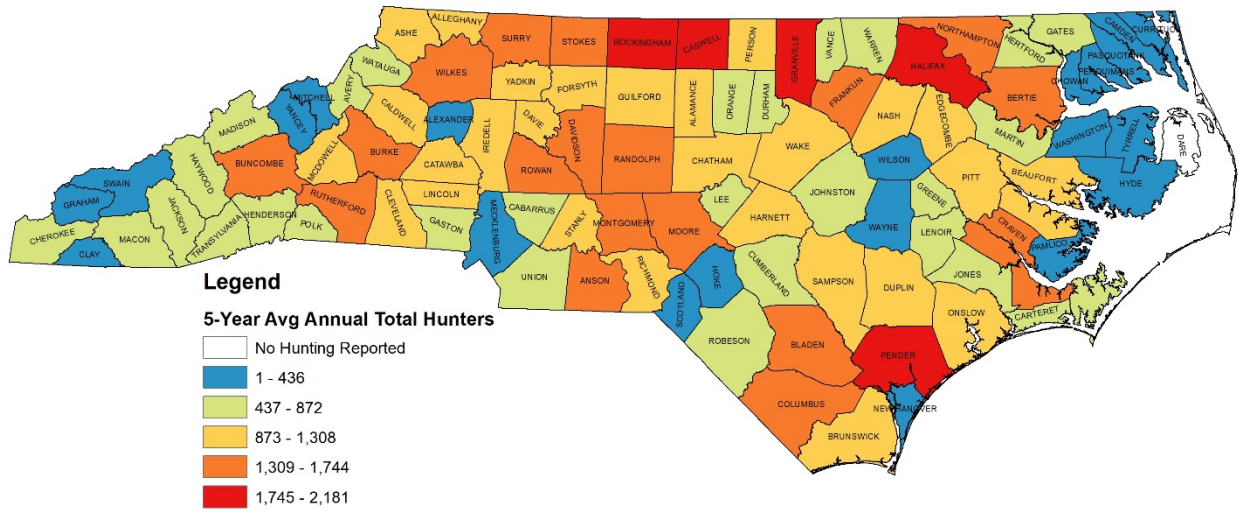 ASHE
ALLEGHANY
SURRY
STOKES
ROCKINGHAM
CASWELL
PERSON
GRANVILLE
VANCE
WARREN
NORTHAMPTON
HERTFORD
GATES
CAMDEN
PASQUOTANK
PERQUIMANS
CHOWAN
HALIFAX
BERTIE
WATAUGA
WILKES
YADKIN
FORSYTH
GUILFORD
ALAMANCE
ORANGE
DURHAM
FRANKLIN
NASH
EDGECOMBE
MARTIN
WASHINGTON
TYRRELL
DARE
AVERY
MITCHELL
YANCEY
CALDWELL
ALEXANDER
IREDELL
DAVIE
DAVIDSON
RANDOLPH
CHATHAM
WAKE
WILSON
PITT
BEAUFORT
HYDE
MADISON
BUNCOMBE
MCDOWELL
BURKE
CATAWBA
ROWAN
HAYWOOD
SWAIN
GRAHAM
RUTHERFORD
CLEVELAND
LINCOLN
GASTON
MECKLENBURG
CABARRUS
STANLY
MONTGOMERY
MOORE
LEE
HARNETT
JOHNSTON
WAYNE
GREENE
LENOIR
CRAVEN
PAMLICO
CHEROKEE
CLAY
MACON
JACKSON
TRANSYLVANIA
HENDERSON
POLK
UNION
ANSON
RICHMOND
SCOTLAND
HOKE
CUMBERLAND
SAMPSON
DUPLIN
JONES
ONSLOW
CARTERET
ROBESON
BLADEN
PENDER
COLUMBUS
NEW HANOVER
BRUNSWICK
Legend
5-Year Avg Annual Total Hunters
No Hunting Reported
1 - 436
437 - 872
873 - 1,308
1,309 - 1,744
1,745 - 2,181